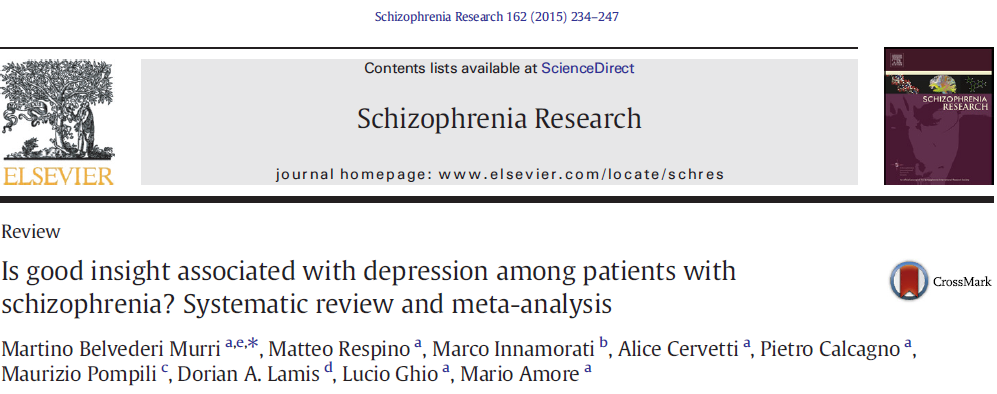 Schizophrenia Research 162 (2015) 234–247
Contents lists available at ScienceDirect
Schizophrenia Research
journal homepage: www.elsevier.com/locate/schres
ELSEVIER
SCHIZOPHRENIA
RESEARCH
Review
Is good insight associated with depression among patients with
schizophrenia? Systematic review and meta-analysis
CrossMark
Martino Belvederi Murri a,e,*, Matteo Respino a, Marco Innamorati b, Alice Cervetti a, Pietro Calcagno a,
Maurizio Pompili c, Dorian A. Lamis d, Lucio Ghio a, Mario Amore a